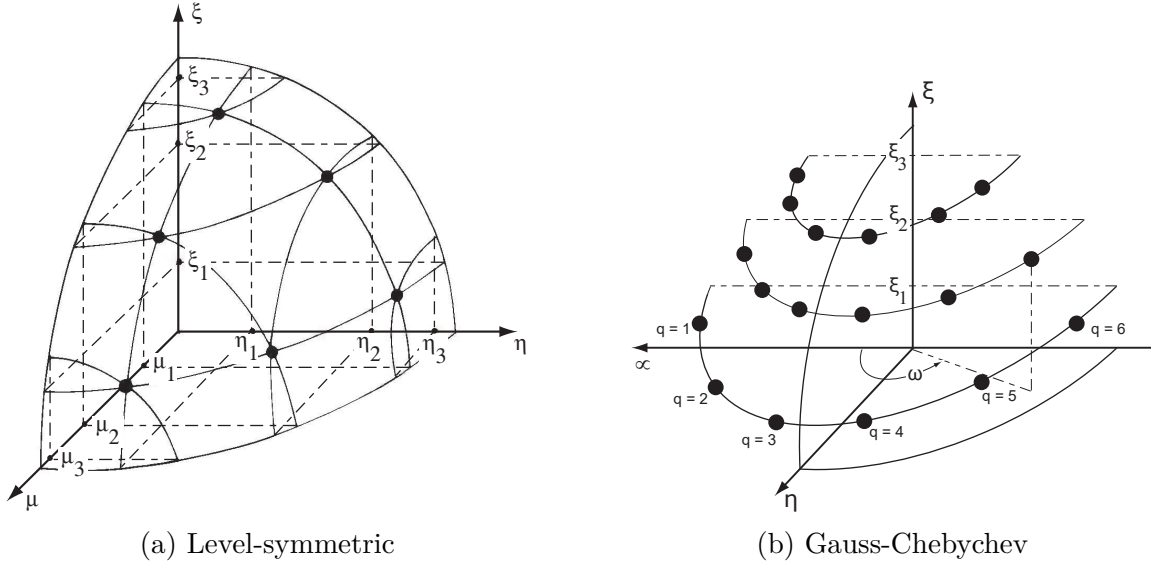 ξ
ξ₃
ξ₂
ξ₁
η₁
η₂
η₃
η
μ₁
μ₂
μ₃
μ
(a) Level-symmetric
ξ
ξ₃
ξ₂
ξ₁
q = 1
q = 6
∝
ω
q = 2
q = 5
q = 3
q = 4
η
(b) Gauss-Chebychev